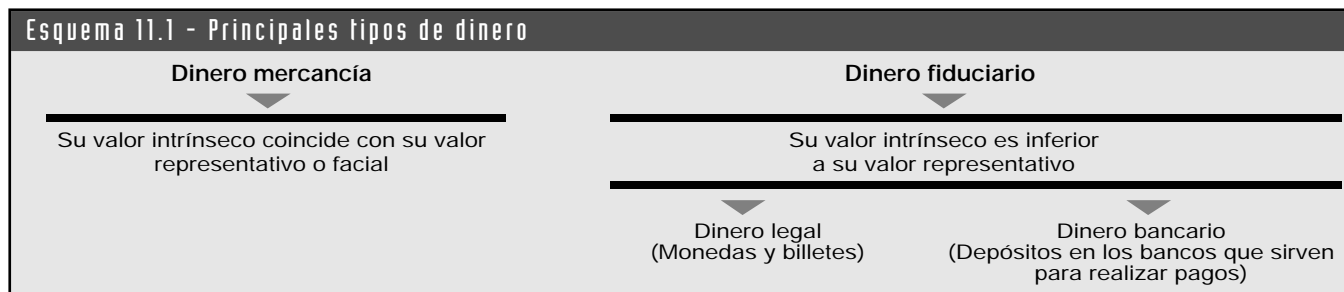 Esquema 11.1 - Principales tipos de dinero
Dinero mercancía
Su valor intrínseco coincide con su valor
representativo o facial
Dinero fiduciario
Su valor intrínseco es inferior
a su valor representativo
Dinero legal
(Monedas y billetes)
Dinero bancario
(Depósitos en los bancos que sirven
para realizar pagos)